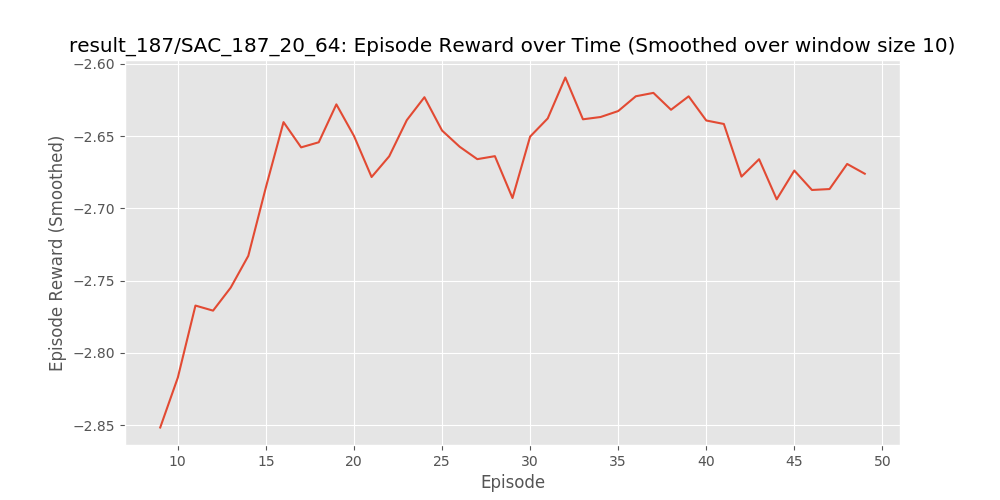 result_187/SAC_187_20_64: Episode Reward over Time (Smoothed over window size 10)
Episode Reward (Smoothed)
−2.60
−2.65
−2.70
−2.75
−2.80
−2.85
10 15 20 25 30 35 40 45 50
Episode